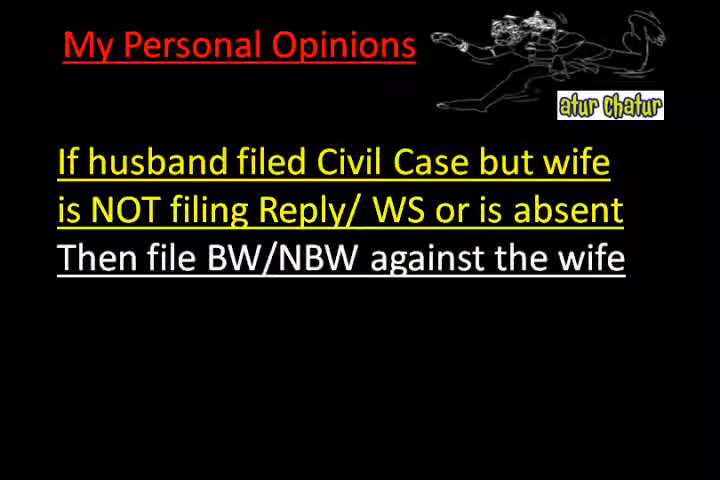 My Personal Opinions
atur chatur
If husband filed Civil Case but wife
is NOT filing Reply/ WS or is absent
Then file BW/NBW against the wife